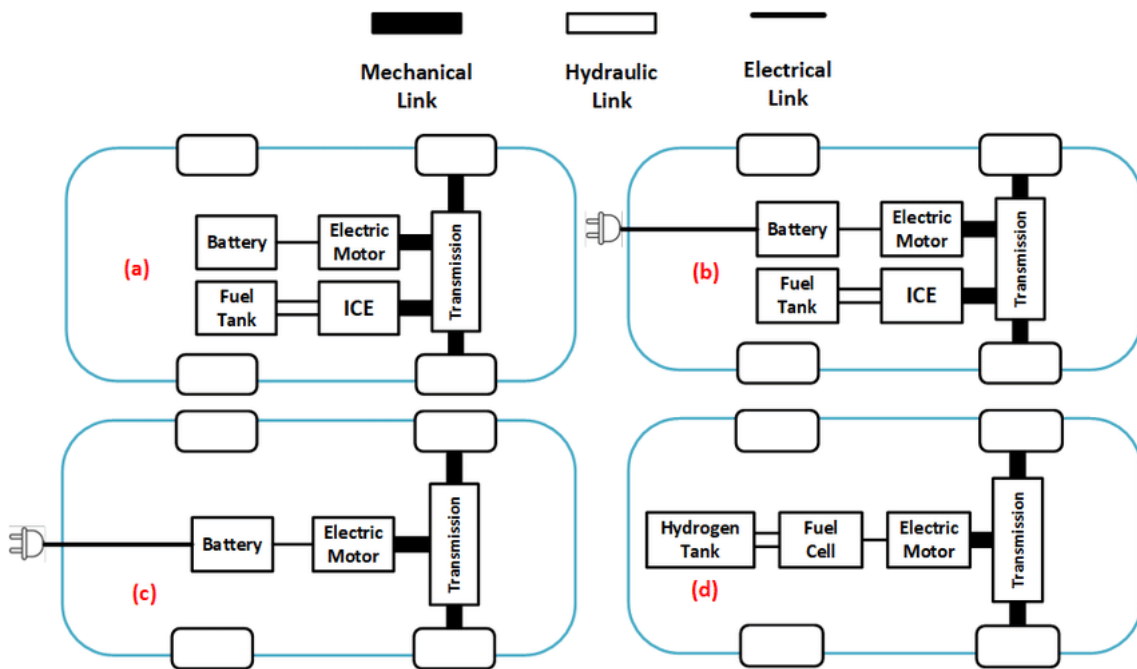 Mechanical
Link
Hydraulic
Link
Electrical
Link
(a)
Battery
Electric
Motor
Fuel
Tank
ICE
Transmission
(b)
Battery
Electric
Motor
Fuel
Tank
ICE
Transmission
(c)
Battery
Electric
Motor
Transmission
(d)
Hydrogen
Tank
Fuel
Cell
Electric
Motor
Transmission